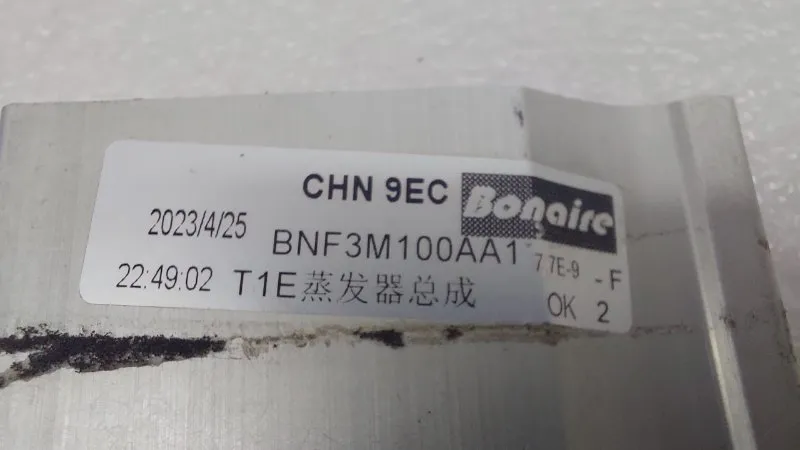 CHN 9EC Bonaire
2023/4/25 BNF3M100AA1 7 7E-9 -F
22:49:02 T1E蒸发器总成 OK 2